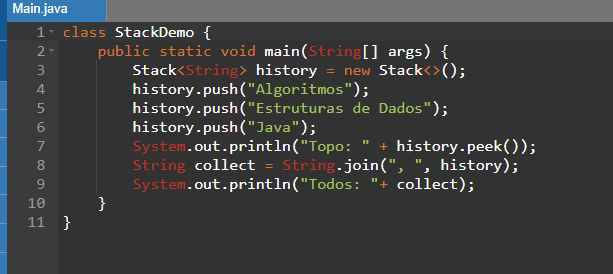 Main.java
1 class StackDemo {
2 public static void main(String[] args) {
3 Stack<String> history = new Stack<>();
4 history.push("Algoritmos");
5 history.push("Estruturas de Dados");
6 history.push("Java");
7 System.out.println("Topo: " + history.peek());
8 String collect = String.join(", ", history);
9 System.out.println("Todos: "+ collect);
10 }
11 }